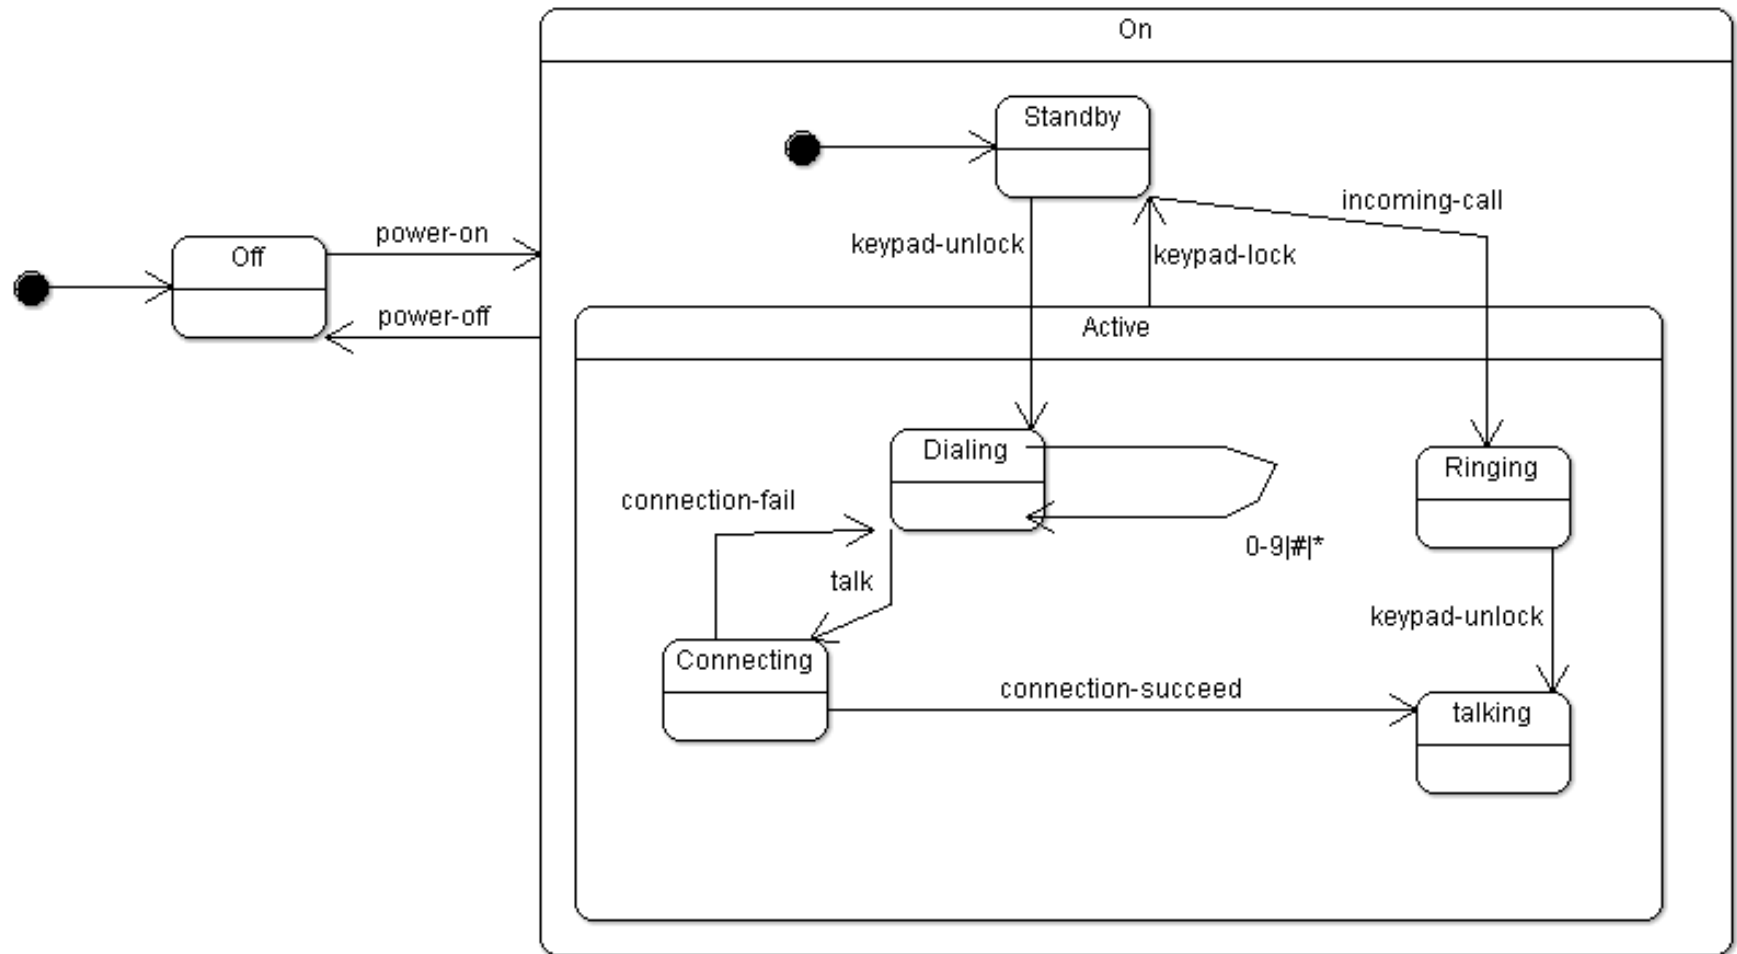 On
Standby
incoming-call
power-on
keypad-unlock
keypad-lock
Off
power-off
Active
Dialing
Ringing
connection-fail
0-9|#|*
talk
keypad-unlock
Connecting
connection-succeed
talking